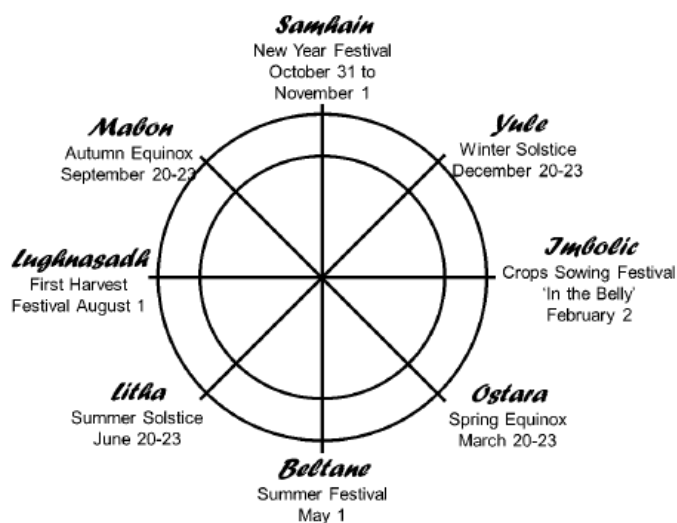 Samhain
New Year Festival
October 31 to
November 1
Yule
Winter Solstice
December 20-23
Imbolic
Crops Sowing Festival
'In the Belly'
February 2
Ostara
Spring Equinox
March 20-23
Beltane
Summer Festival
May 1
Litha
Summer Solstice
June 20-23
Lughnasadh
First Harvest
Festival August 1
Mabon
Autumn Equinox
September 20-23